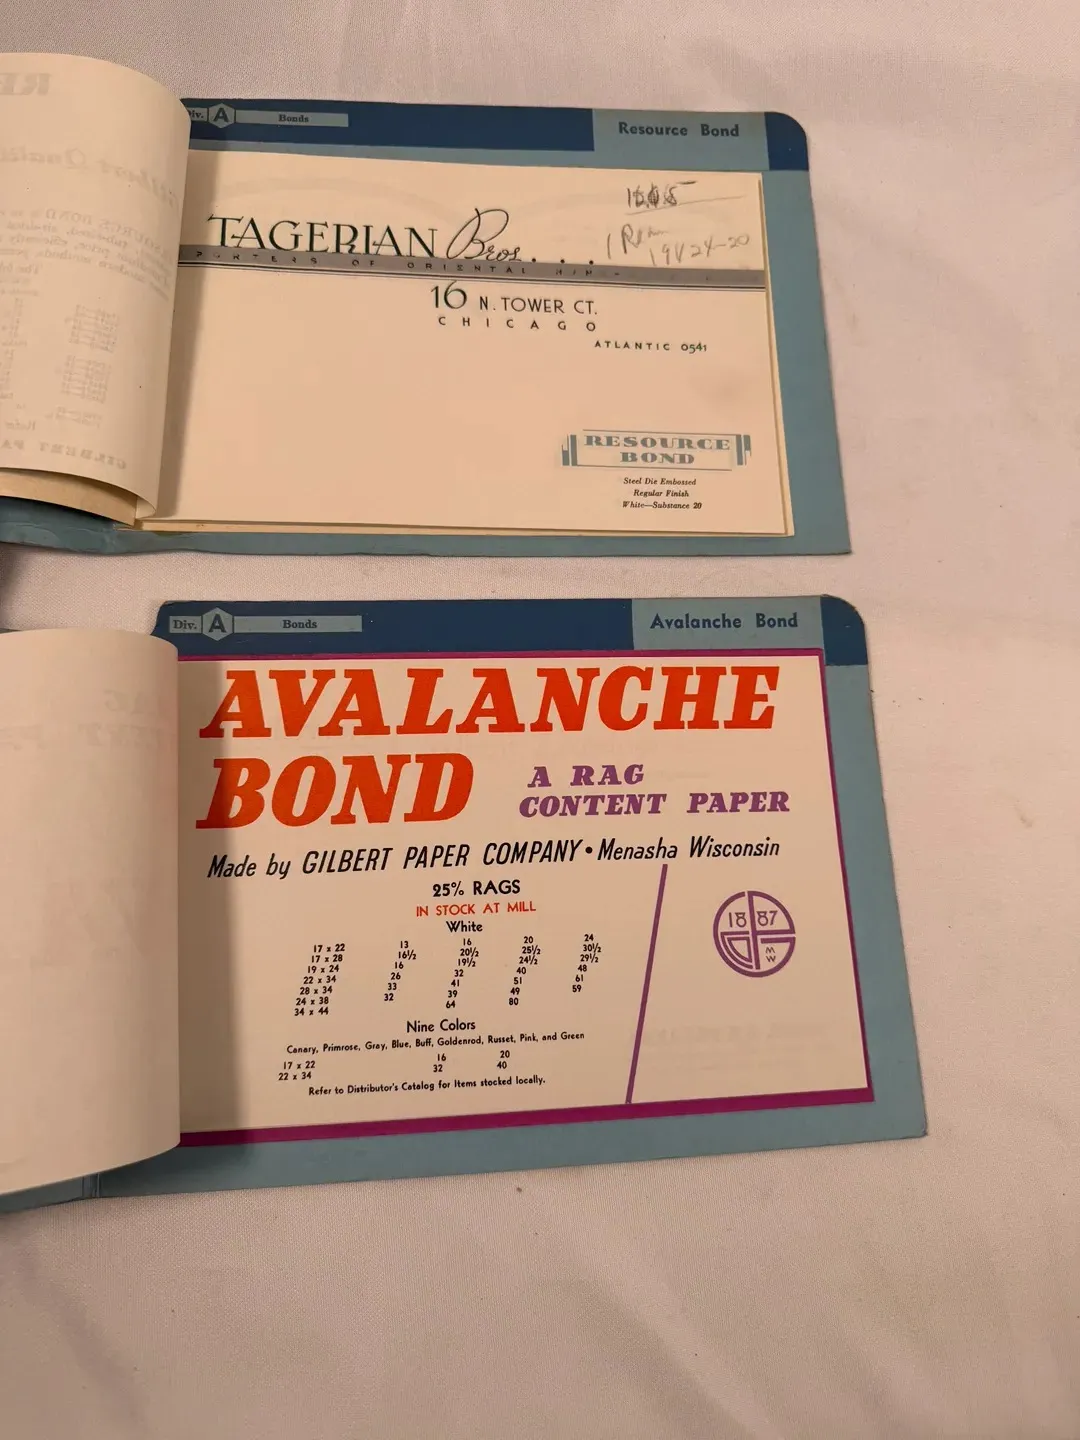 Div. A Bonds
Resource Bond
TAGERIAN Bros. . . .
PORTERS OF ORIENTAL
16 N. TOWER CT.
CHICAGO
ATLANTIC 0541
RESOURCE
BOND
Steel Die Embossed
Regular Finish
White—Substance 20
Div. A Bonds
Avalanche Bond
AVALANCHE
BOND
A RAG
CONTENT PAPER
Made by GILBERT PAPER COMPANY • Menasha Wisconsin
25% RAGS
IN STOCK AT MILL
White
17 x 22 13 16 20 24
17 x 28 16½ 20½ 25½ 30½
19 x 24 16 19½ 24½ 29½
22 x 34 26 32 40 48
28 x 34 33 41 51 61
24 x 38 32 39 49 59
34 x 44 64 80
Nine Colors
Canary, Primrose, Gray, Blue, Buff, Goldenrod, Russet, Pink, and Green
17 x 22 16 20
22 x 34 32 40
Refer to Distributor's Catalog for Items stocked locally.
1887
MW